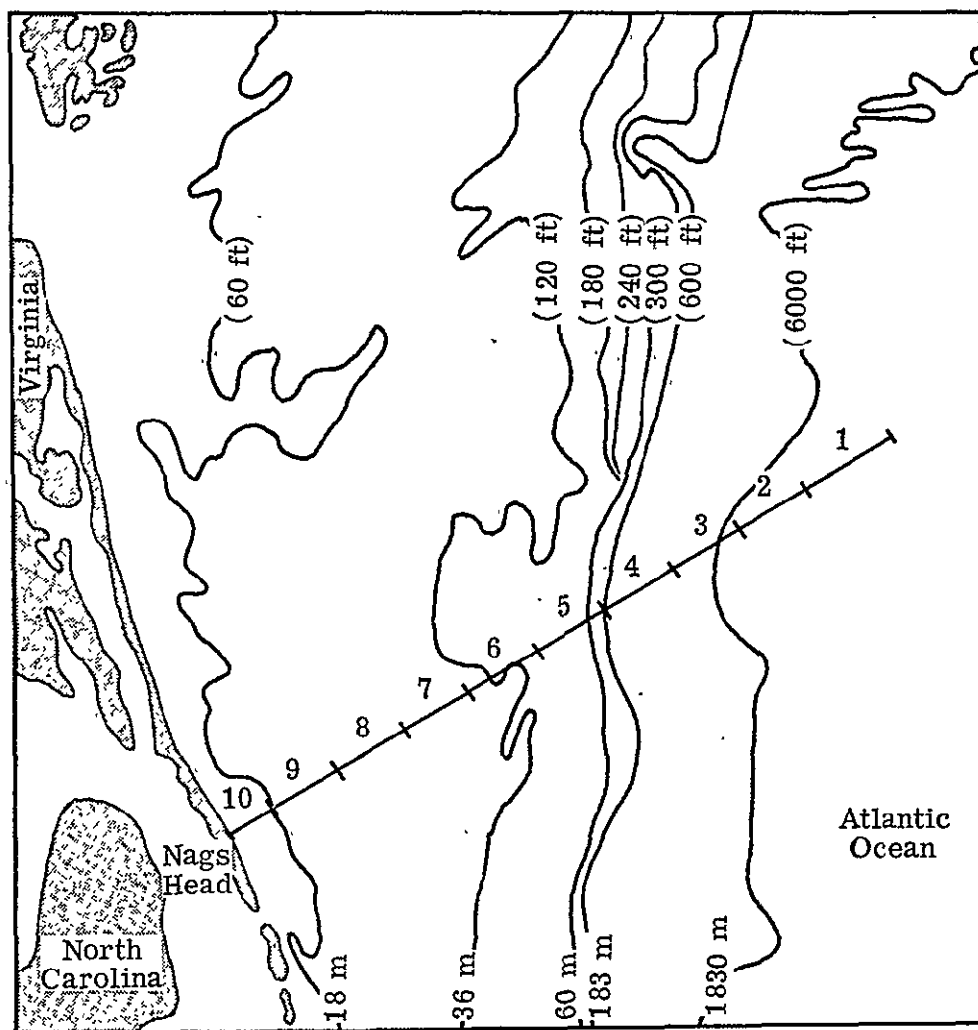 Virginia
(60 ft)
(120 ft)
(180 ft)
(240 ft)
(300 ft)
(600 ft)
(6000 ft)
1
2
3
4
5
6
7
8
9
10
Nags
Head
North
Carolina
Atlantic
Ocean
18 m
36 m
60 m
183 m
1830 m